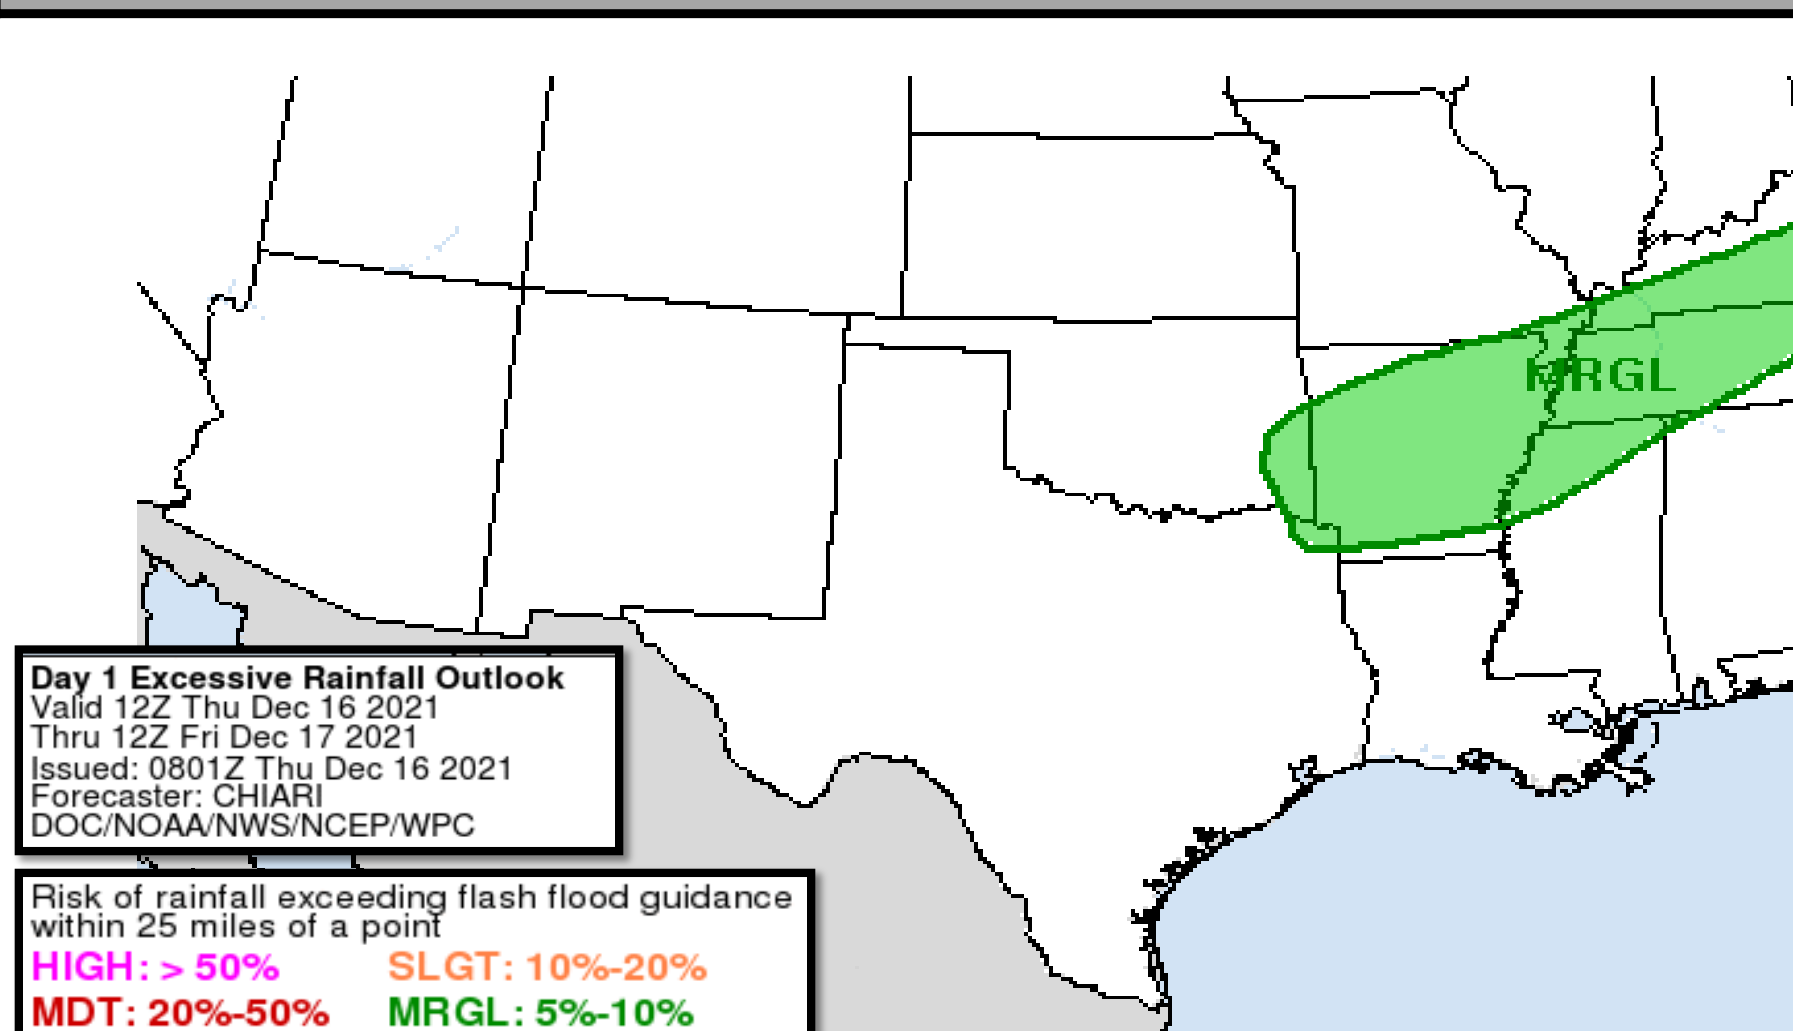 MRGL
Day 1 Excessive Rainfall Outlook
Valid 12Z Thu Dec 16 2021
Thru 12Z Fri Dec 17 2021
Issued: 0801Z Thu Dec 16 2021
Forecaster: CHIARI
DOC/NOAA/NWS/NCEP/WPC
Risk of rainfall exceeding flash flood guidance
within 25 miles of a point
HIGH: > 50% SLGT: 10%-20%
MDT: 20%-50% MRGL: 5%-10%